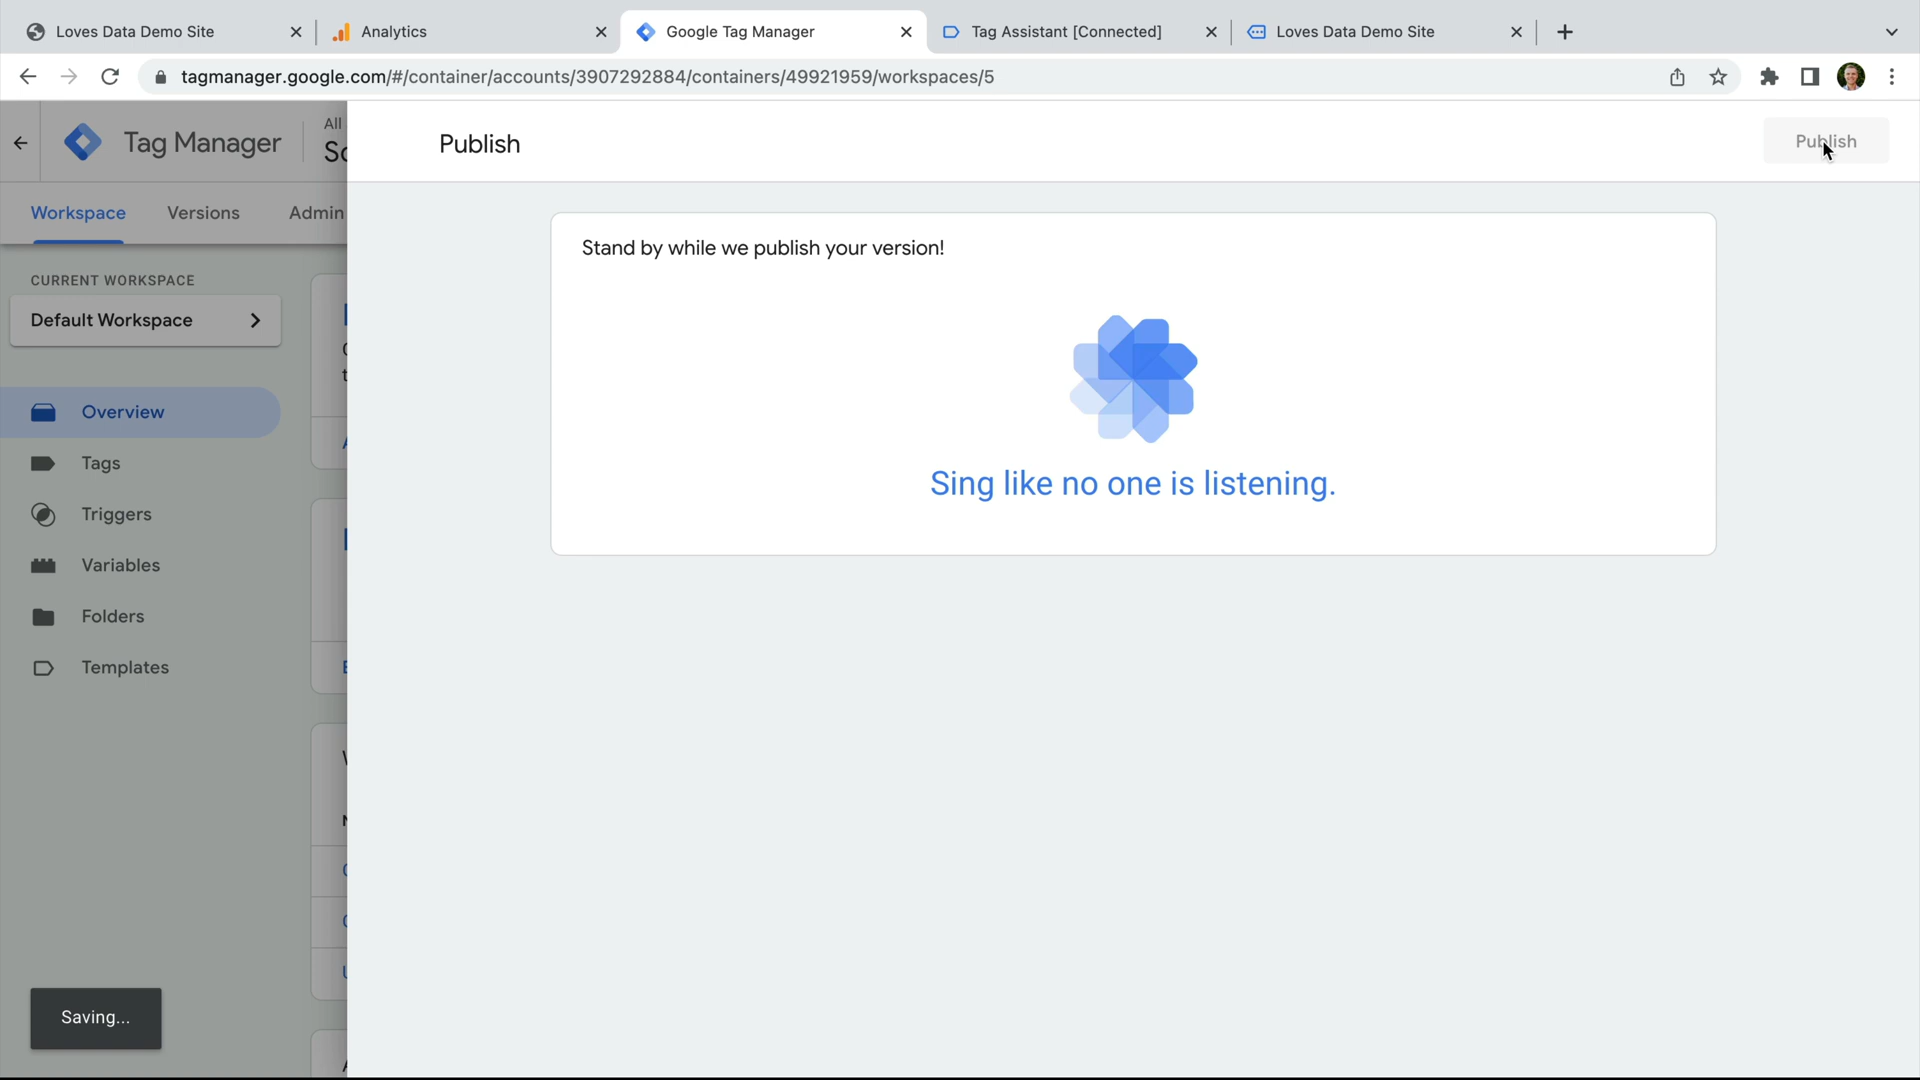 Loves Data Demo Site
Analytics
Google Tag Manager
Tag Assistant [Connected]
Loves Data Demo Site
tagmanager.google.com/#/container/accounts/3907292884/containers/49921959/workspaces/5
Tag Manager
All
Publish
Publish
Workspace
Versions
Admin
Stand by while we publish your version!
CURRENT WORKSPACE
Default Workspace
Overview
Tags
Sing like no one is listening.
Triggers
Variables
Folders
Templates
Saving...